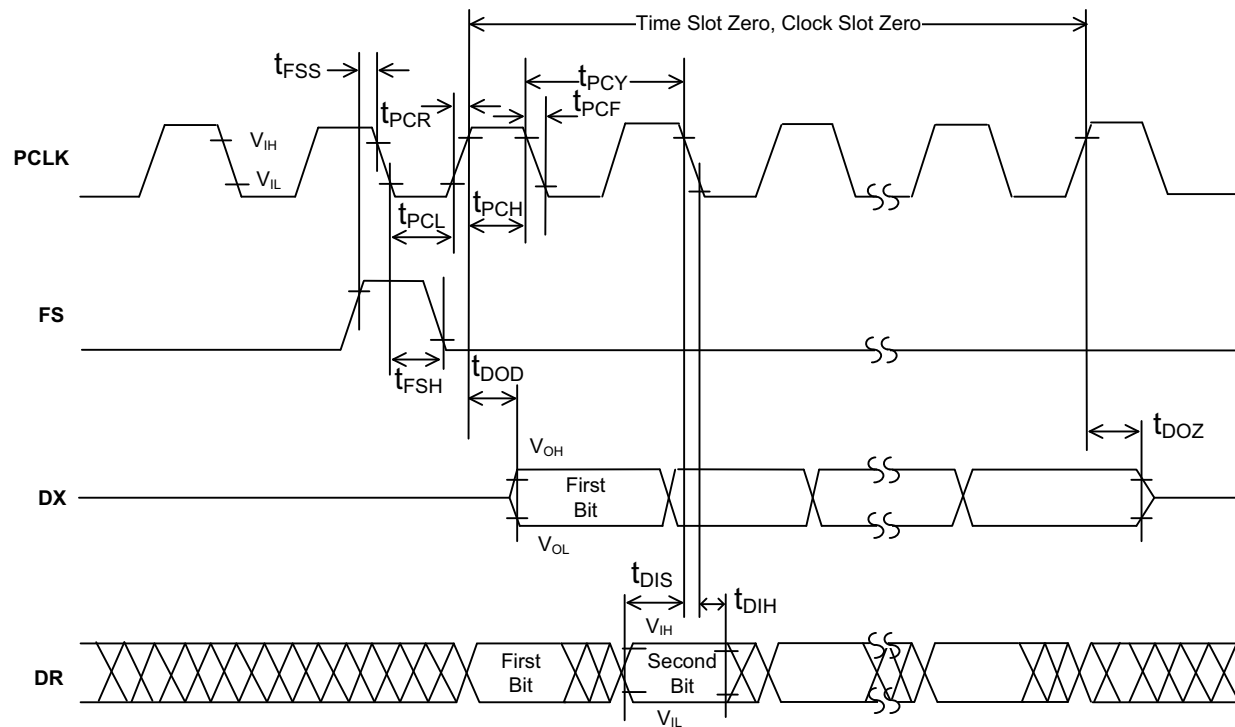 Time Slot Zero, Clock Slot Zero
tFSS
tPCY
tPCR
tPCF
VIH
PCLK
VIL
tPCL
tPCH
FS
tFSH
tDOD
tDOZ
VOH
DX
First
Bit
VOL
tDIS
tDIH
VIH
DR
First
Bit
Second
Bit
VIL